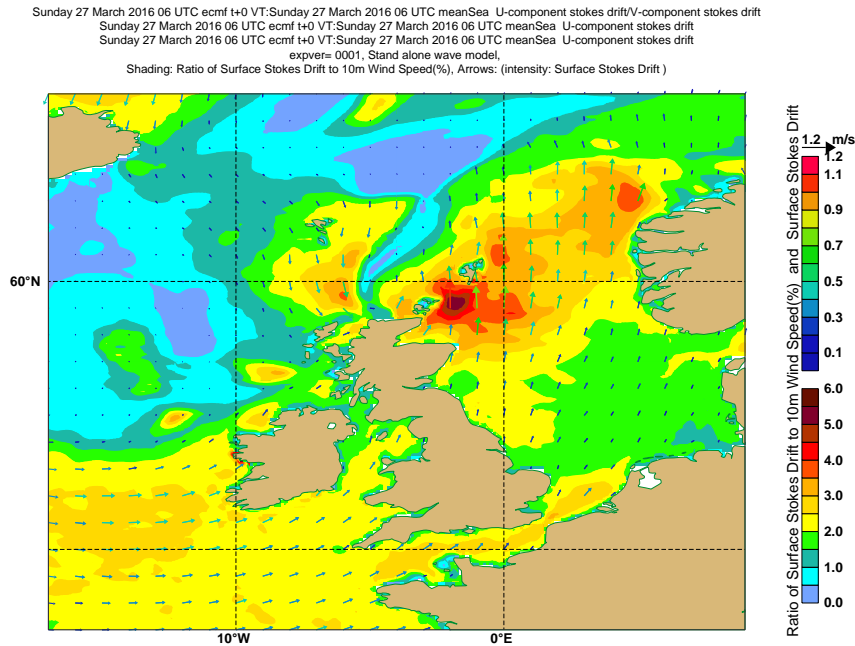 Sunday 27 March 2016 06 UTC ecmf t+0 VT:Sunday 27 March 2016 06 UTC meanSea U-component stokes drift/V-component stokes drift
Sunday 27 March 2016 06 UTC ecmf t+0 VT:Sunday 27 March 2016 06 UTC meanSea U-component stokes drift
Sunday 27 March 2016 06 UTC ecmf t+0 VT:Sunday 27 March 2016 06 UTC meanSea U-component stokes drift
expver= 0001, Stand alone wave model,
Shading: Ratio of Surface Stokes Drift to 10m Wind Speed(%), Arrows: (intensity: Surface Stokes Drift )
60°N
10°W
0°E
Ratio of Surface Stokes Drift to 10m Wind Speed(%) and Surface Stokes Drift
1.2 m/s
1.2
1.1
0.9
0.7
0.5
0.3
0.1
6.0
5.0
4.0
3.0
2.0
1.0
0.0